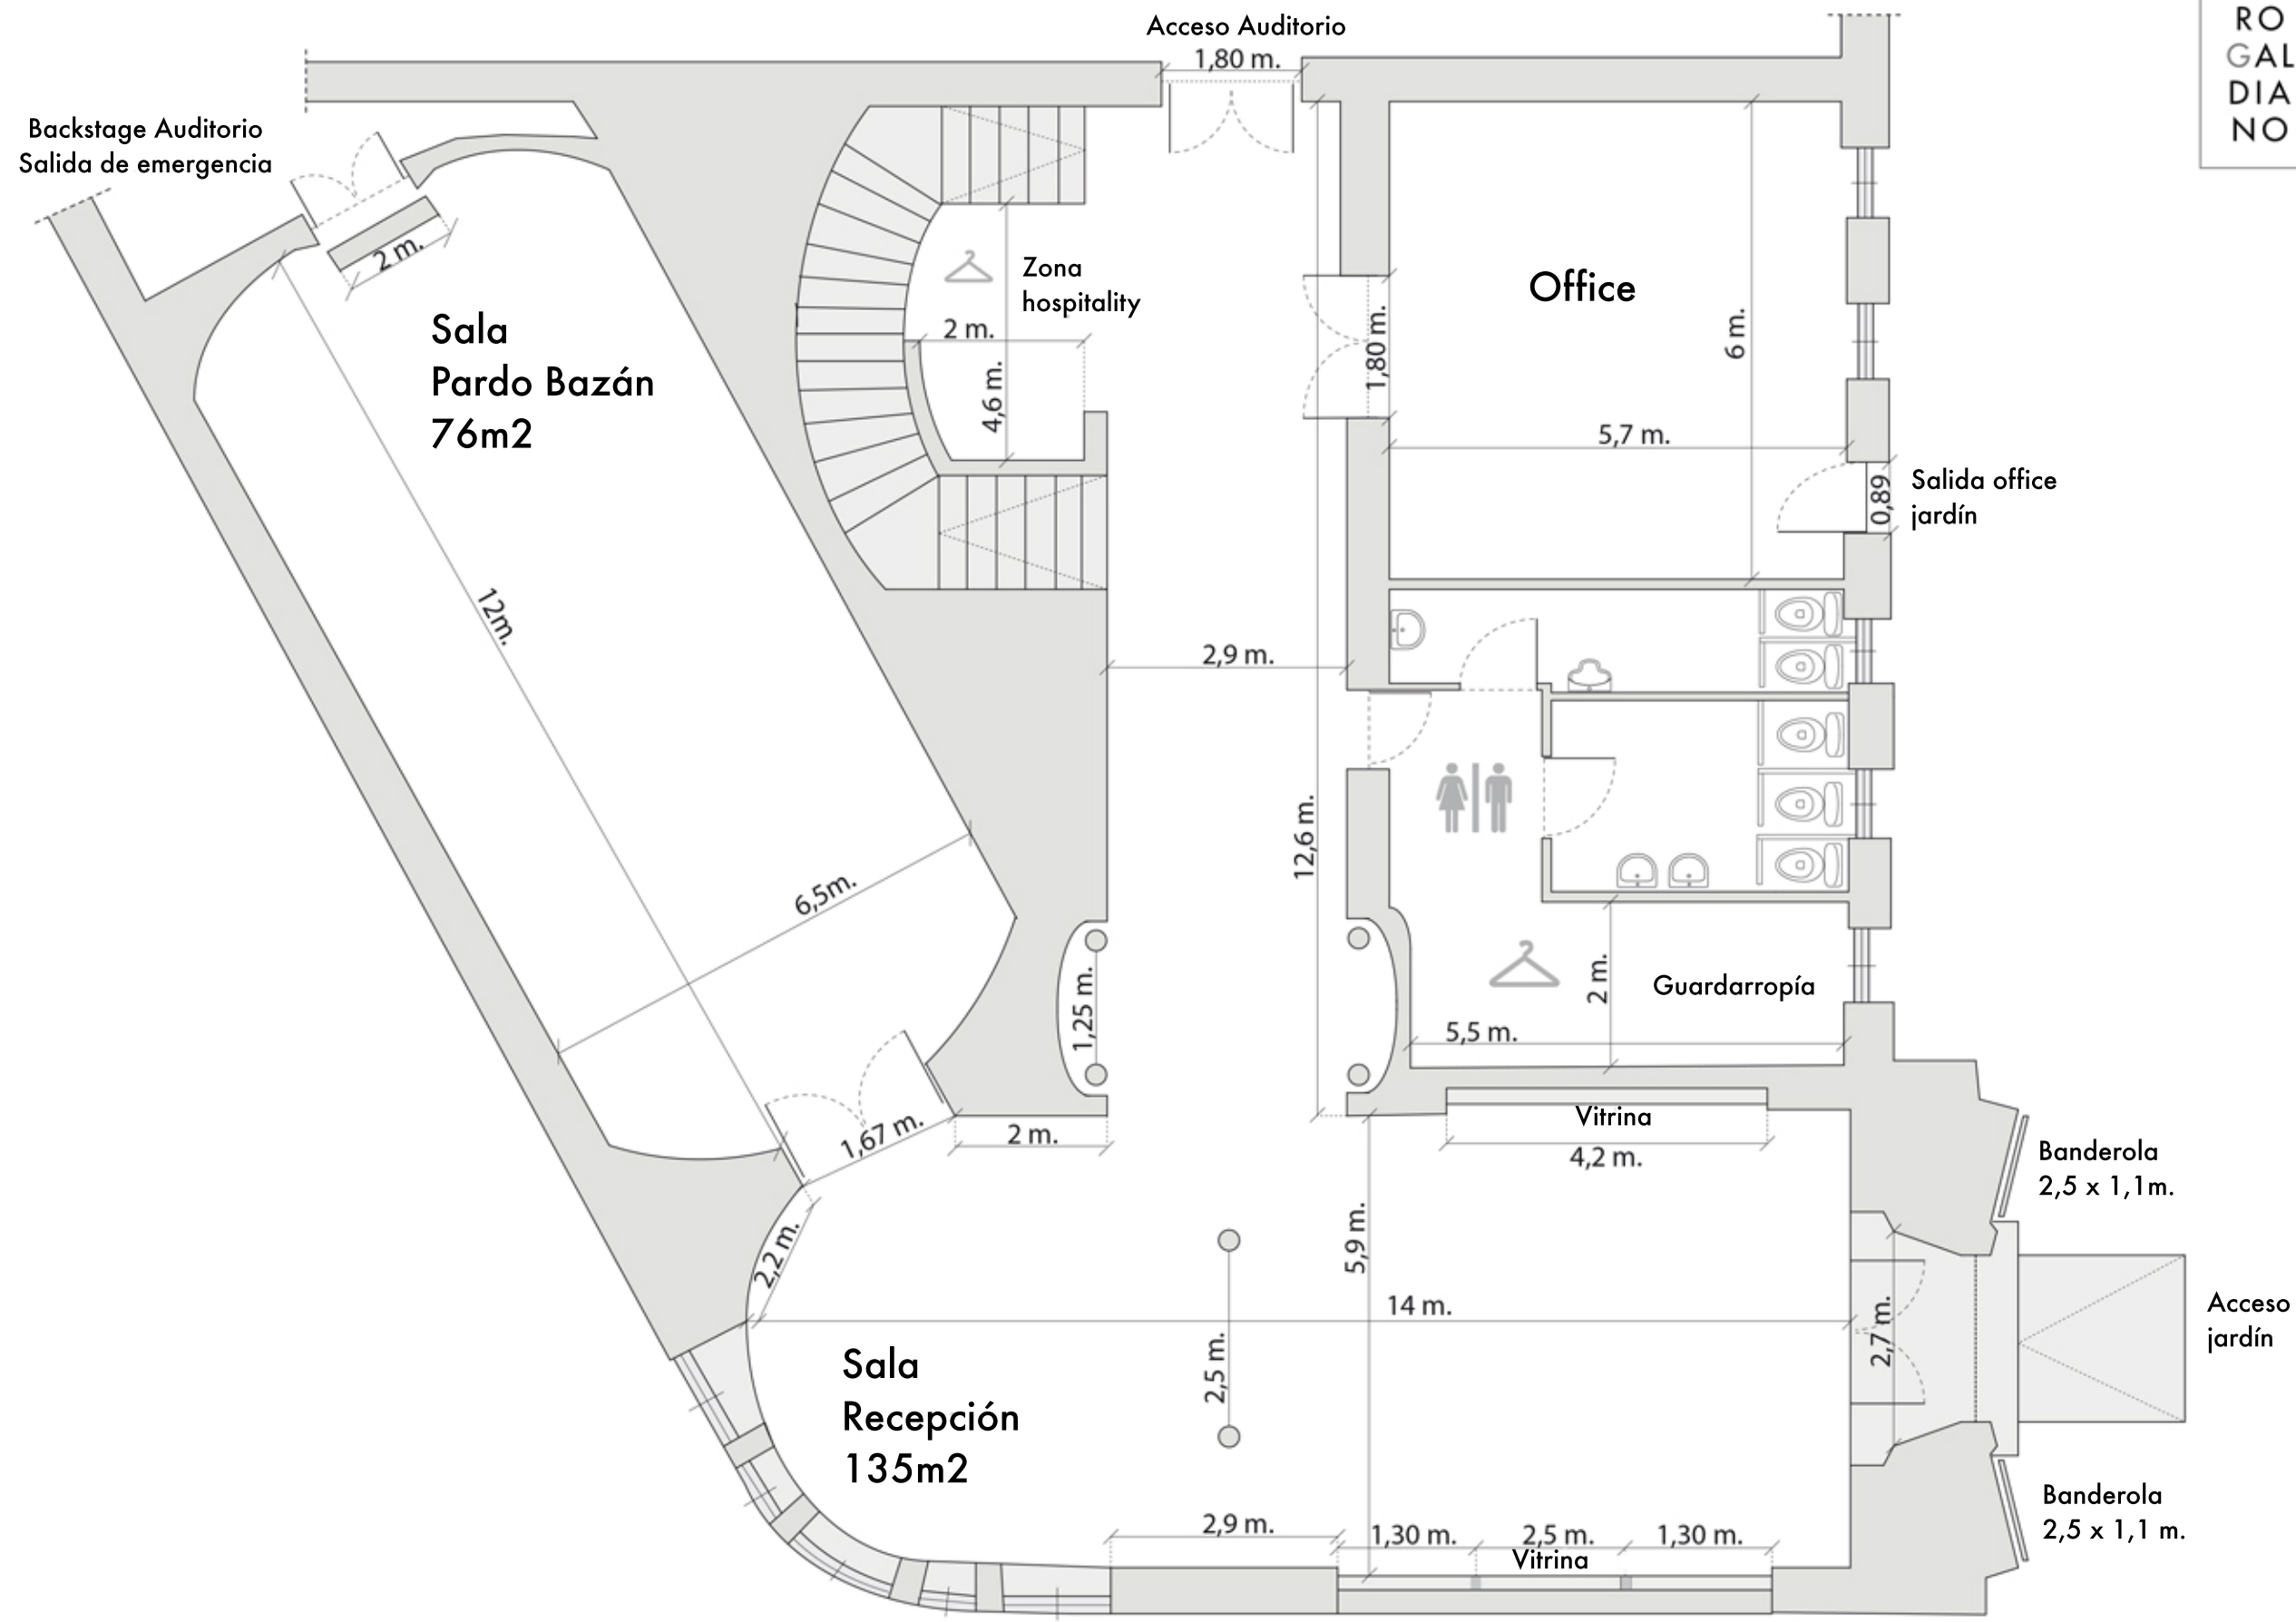 Acceso Auditorio
1,80 m.
RO
GAL
DIA
NO
Backstage Auditorio
Salida de emergencia
2 m.
Sala
Pardo Bazán
76m2
12m.
6,5m.
Zona
hospitality
2 m.
4,6 m.
1,80 m.
Office
6 m.
5,7 m.
0,89
Salida office
jardín
2,9 m.
12,6 m.
1,25 m.
2 m.
Guardarropía
5,5 m.
Vitrina
4,2 m.
1,67 m.
2 m.
2,2 m.
5,9 m.
14 m.
2,5 m.
2,7 m.
Banderola
2,5 x 1,1m.
Acceso
jardín
Sala
Recepción
135m2
Banderola
2,5 x 1,1 m.
2,9 m.
1,30 m.
2,5 m.
1,30 m.
Vitrina